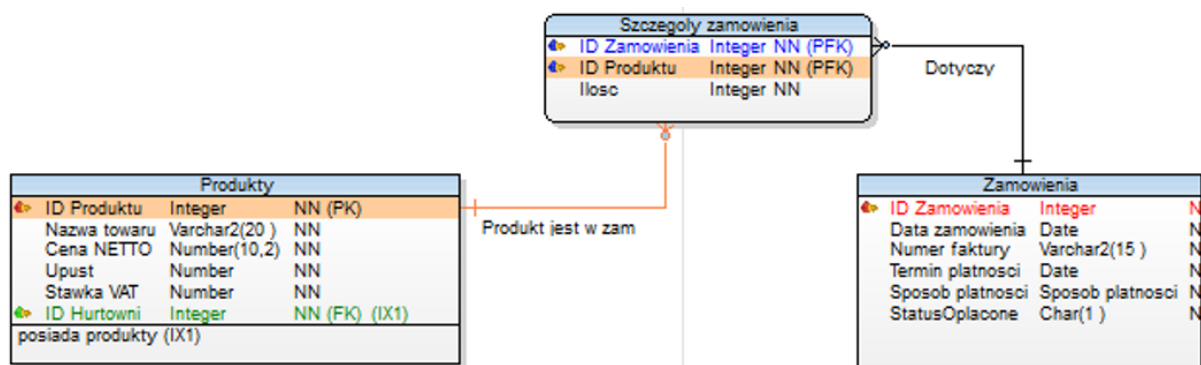 Szczegoly zamowienia
ID Zamowienia Integer NN (PFK)
ID Produktu Integer NN (PFK)
Ilosc Integer NN
Dotyczy
Produkty
ID Produktu Integer NN (PK)
Nazwa towaru Varchar2(20 ) NN
Cena NETTO Number(10,2) NN
Upust Number NN
Stawka VAT Number NN
ID Hurtowni Integer NN (FK) (IX1)
posiada produkty (IX1)
Produkt jest w zam
Zamowienia
ID Zamowienia Integer N
Data zamowienia Date N
Numer faktury Varchar2(15 ) N
Termin platnosci Date N
Sposob platnosci Sposob platnosci N
StatusOplacone Char(1 ) N